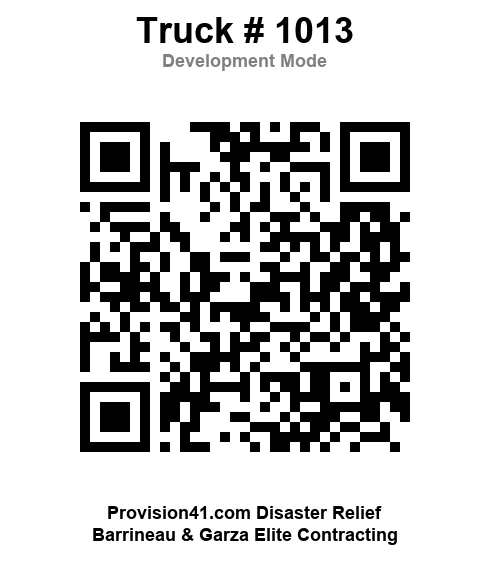 Truck # 1013
Development Mode
Provision41.com Disaster Relief
Barrineau & Garza Elite Contracting